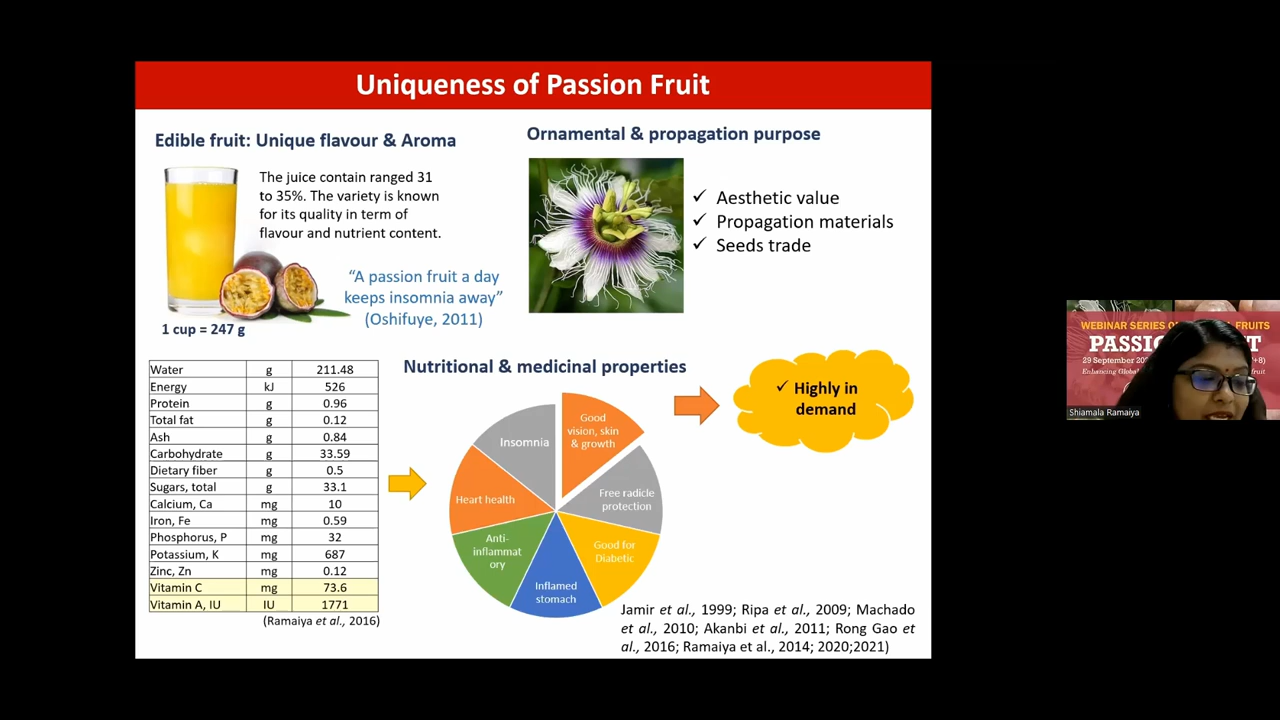 Uniqueness of Passion Fruit
Edible fruit: Unique flavour & Aroma
The juice contain ranged 31
to 35%. The variety is known
for its quality in term of
flavour and nutrient content.
“A passion fruit a day
keeps insomnia away”
(Oshifuye, 2011)
1 cup = 247 g
Ornamental & propagation purpose
✓ Aesthetic value
✓ Propagation materials
✓ Seeds trade
Water g 211.48
Energy kJ 526
Protein g 0.96
Total fat g 0.12
Ash g 0.84
Carbohydrate g 33.59
Dietary fiber g 0.5
Sugars, total g 33.1
Calcium, Ca mg 10
Iron, Fe mg 0.59
Phosphorus, P mg 32
Potassium, K mg 687
Zinc, Zn mg 0.12
Vitamin C mg 73.6
Vitamin A, IU IU 1771
(Ramaiya et al., 2016)
Nutritional & medicinal properties
Good
vision, skin
& growth
Free radicle
protection
Good for
Diabetic
Inflamed
stomach
Anti-
inflammat
ory
Heart health
Insomnia
✓ Highly in
demand
Jamir et al., 1999; Ripa et al., 2009; Machado
et al., 2010; Akanbi et al., 2011; Rong Gao et
al., 2016; Ramaiya et al., 2014; 2020;2021)
WEBINAR SERIES FRUITS
29 September
Enhancing fruit
Shiamala Ramaiya